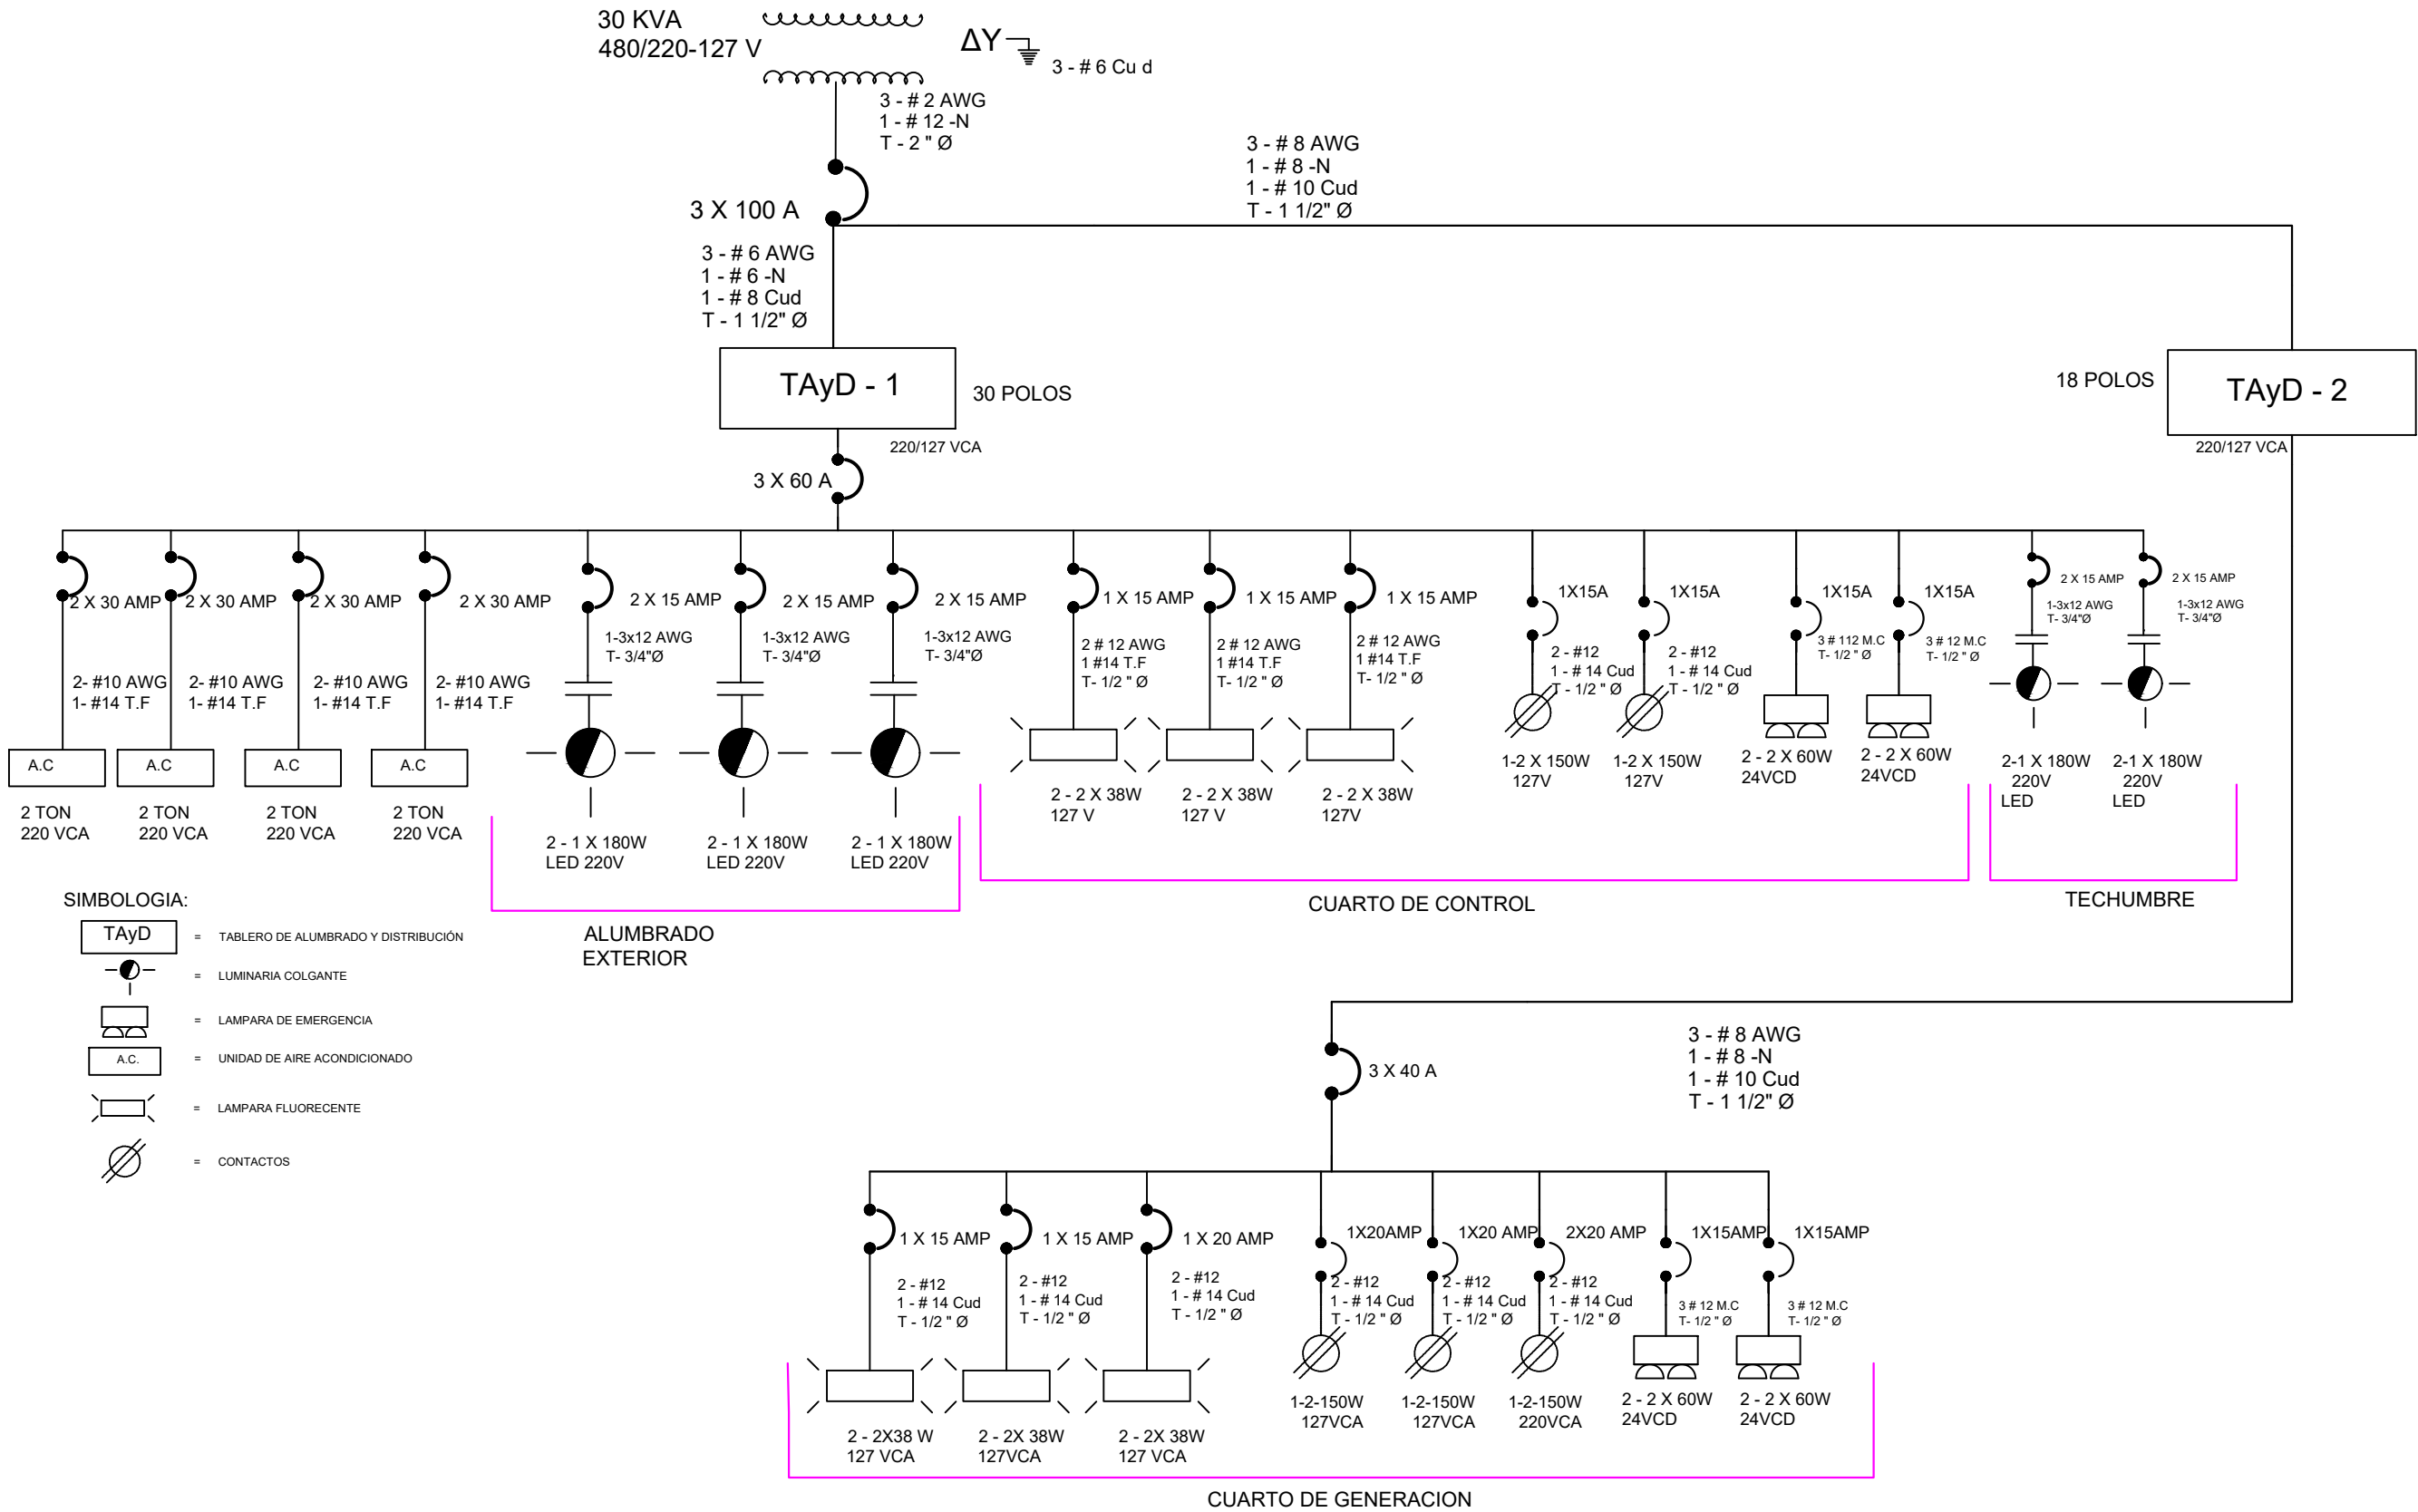 30 KVA
480/220-127 V
ΔY
3 - # 6 Cu d
3 - # 2 AWG
1 - # 12 -N
T - 2 " Ø
3 X 100 A
3 - # 8 AWG
1 - # 8 -N
1 - # 10 Cud
T - 1 1/2" Ø
3 - # 6 AWG
1 - # 6 -N
1 - # 8 Cud
T - 1 1/2" Ø
TAyD - 1
30 POLOS
220/127 VCA
18 POLOS
TAyD - 2
220/127 VCA
3 X 60 A
2 X 30 AMP
2- #10 AWG
1- #14 T.F
A.C
2 TON
220 VCA
2 X 30 AMP
2- #10 AWG
1- #14 T.F
A.C
2 TON
220 VCA
2 X 30 AMP
2- #10 AWG
1- #14 T.F
A.C
2 TON
220 VCA
2 X 30 AMP
2- #10 AWG
1- #14 T.F
A.C
2 TON
220 VCA
2 X 15 AMP
1-3x12 AWG
T- 3/4"Ø
2 - 1 X 180W
LED 220V
2 X 15 AMP
1-3x12 AWG
T- 3/4"Ø
2 - 1 X 180W
LED 220V
2 X 15 AMP
1-3x12 AWG
T- 3/4"Ø
2 - 1 X 180W
LED 220V
ALUMBRADO
EXTERIOR
1 X 15 AMP
2 # 12 AWG
1 #14 T.F
T- 1/2 " Ø
2 - 2 X 38W
127 V
1 X 15 AMP
2 # 12 AWG
1 #14 T.F
T- 1/2 " Ø
2 - 2 X 38W
127 V
1 X 15 AMP
2 # 12 AWG
1 #14 T.F
T- 1/2 " Ø
2 - 2 X 38W
127V
1X15A
2 - #12
1 - # 14 Cud
T - 1/2 " Ø
1-2 X 150W
127V
1X15A
2 - #12
1 - # 14 Cud
T - 1/2 " Ø
1-2 X 150W
127V
1X15A
3 # 112 M.C
T- 1/2 " Ø
2 - 2 X 60W
24VCD
1X15A
3 # 12 M.C
T- 1/2 " Ø
2 - 2 X 60W
24VCD
CUARTO DE CONTROL
2 X 15 AMP
1-3x12 AWG
T- 3/4"Ø
2-1 X 180W
220V
LED
2 X 15 AMP
1-3x12 AWG
T- 3/4"Ø
2-1 X 180W
220V
LED
TECHUMBRE
SIMBOLOGIA:
TAyD = TABLERO DE ALUMBRADO Y DISTRIBUCIÓN
= LUMINARIA COLGANTE
= LAMPARA DE EMERGENCIA
A.C. = UNIDAD DE AIRE ACONDICIONADO
= LAMPARA FLUORECENTE
= CONTACTOS
3 X 40 A
3 - # 8 AWG
1 - # 8 -N
1 - # 10 Cud
T - 1 1/2" Ø
1 X 15 AMP
2 - #12
1 - # 14 Cud
T - 1/2 " Ø
2 - 2X38 W
127 VCA
1 X 15 AMP
2 - #12
1 - # 14 Cud
T - 1/2 " Ø
2 - 2X 38W
127VCA
1 X 20 AMP
2 - #12
1 - # 14 Cud
T - 1/2 " Ø
2 - 2X 38W
127 VCA
1X20AMP
2 - #12
1 - # 14 Cud
T - 1/2 " Ø
1-2-150W
127VCA
1X20 AMP
2 - #12
1 - # 14 Cud
T - 1/2 " Ø
1-2-150W
127VCA
2X20 AMP
2 - #12
1 - # 14 Cud
T - 1/2 " Ø
1-2-150W
220VCA
1X15AMP
3 # 12 M.C
T- 1/2 " Ø
2 - 2 X 60W
24VCD
1X15AMP
3 # 12 M.C
T- 1/2 " Ø
2 - 2 X 60W
24VCD
CUARTO DE GENERACION